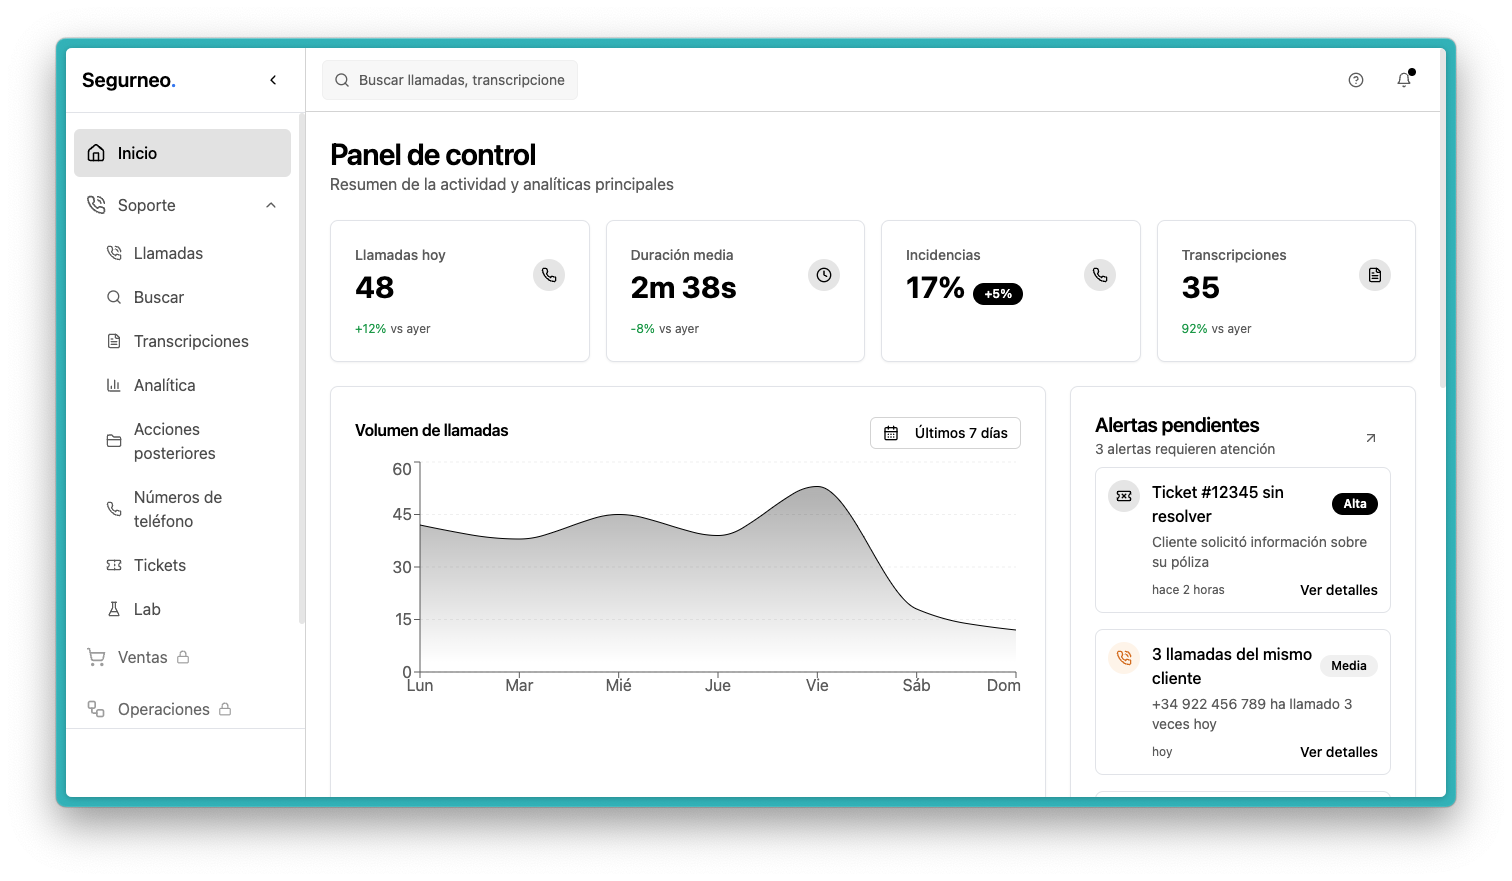 Segurneo.
Buscar llamadas, transcripcione
Inicio
Soporte
Llamadas
Buscar
Transcripciones
Analítica
Acciones
posteriores
Números de
teléfono
Tickets
Lab
Ventas
Operaciones
Panel de control
Resumen de la actividad y analíticas principales
Llamadas hoy
48
+12% vs ayer
Duración media
2m 38s
-8% vs ayer
Incidencias
17% +5%
Transcripciones
35
92% vs ayer
Volumen de llamadas
Últimos 7 días
60
45
30
15
0
Lun Mar Mié Jue Vie Sáb Dom
Alertas pendientes
3 alertas requieren atención
Ticket #12345 sin
resolver
Alta
Cliente solicitó información sobre
su póliza
hace 2 horas Ver detalles
3 llamadas del mismo
cliente
Media
+34 922 456 789 ha llamado 3
veces hoy
hoy Ver detalles